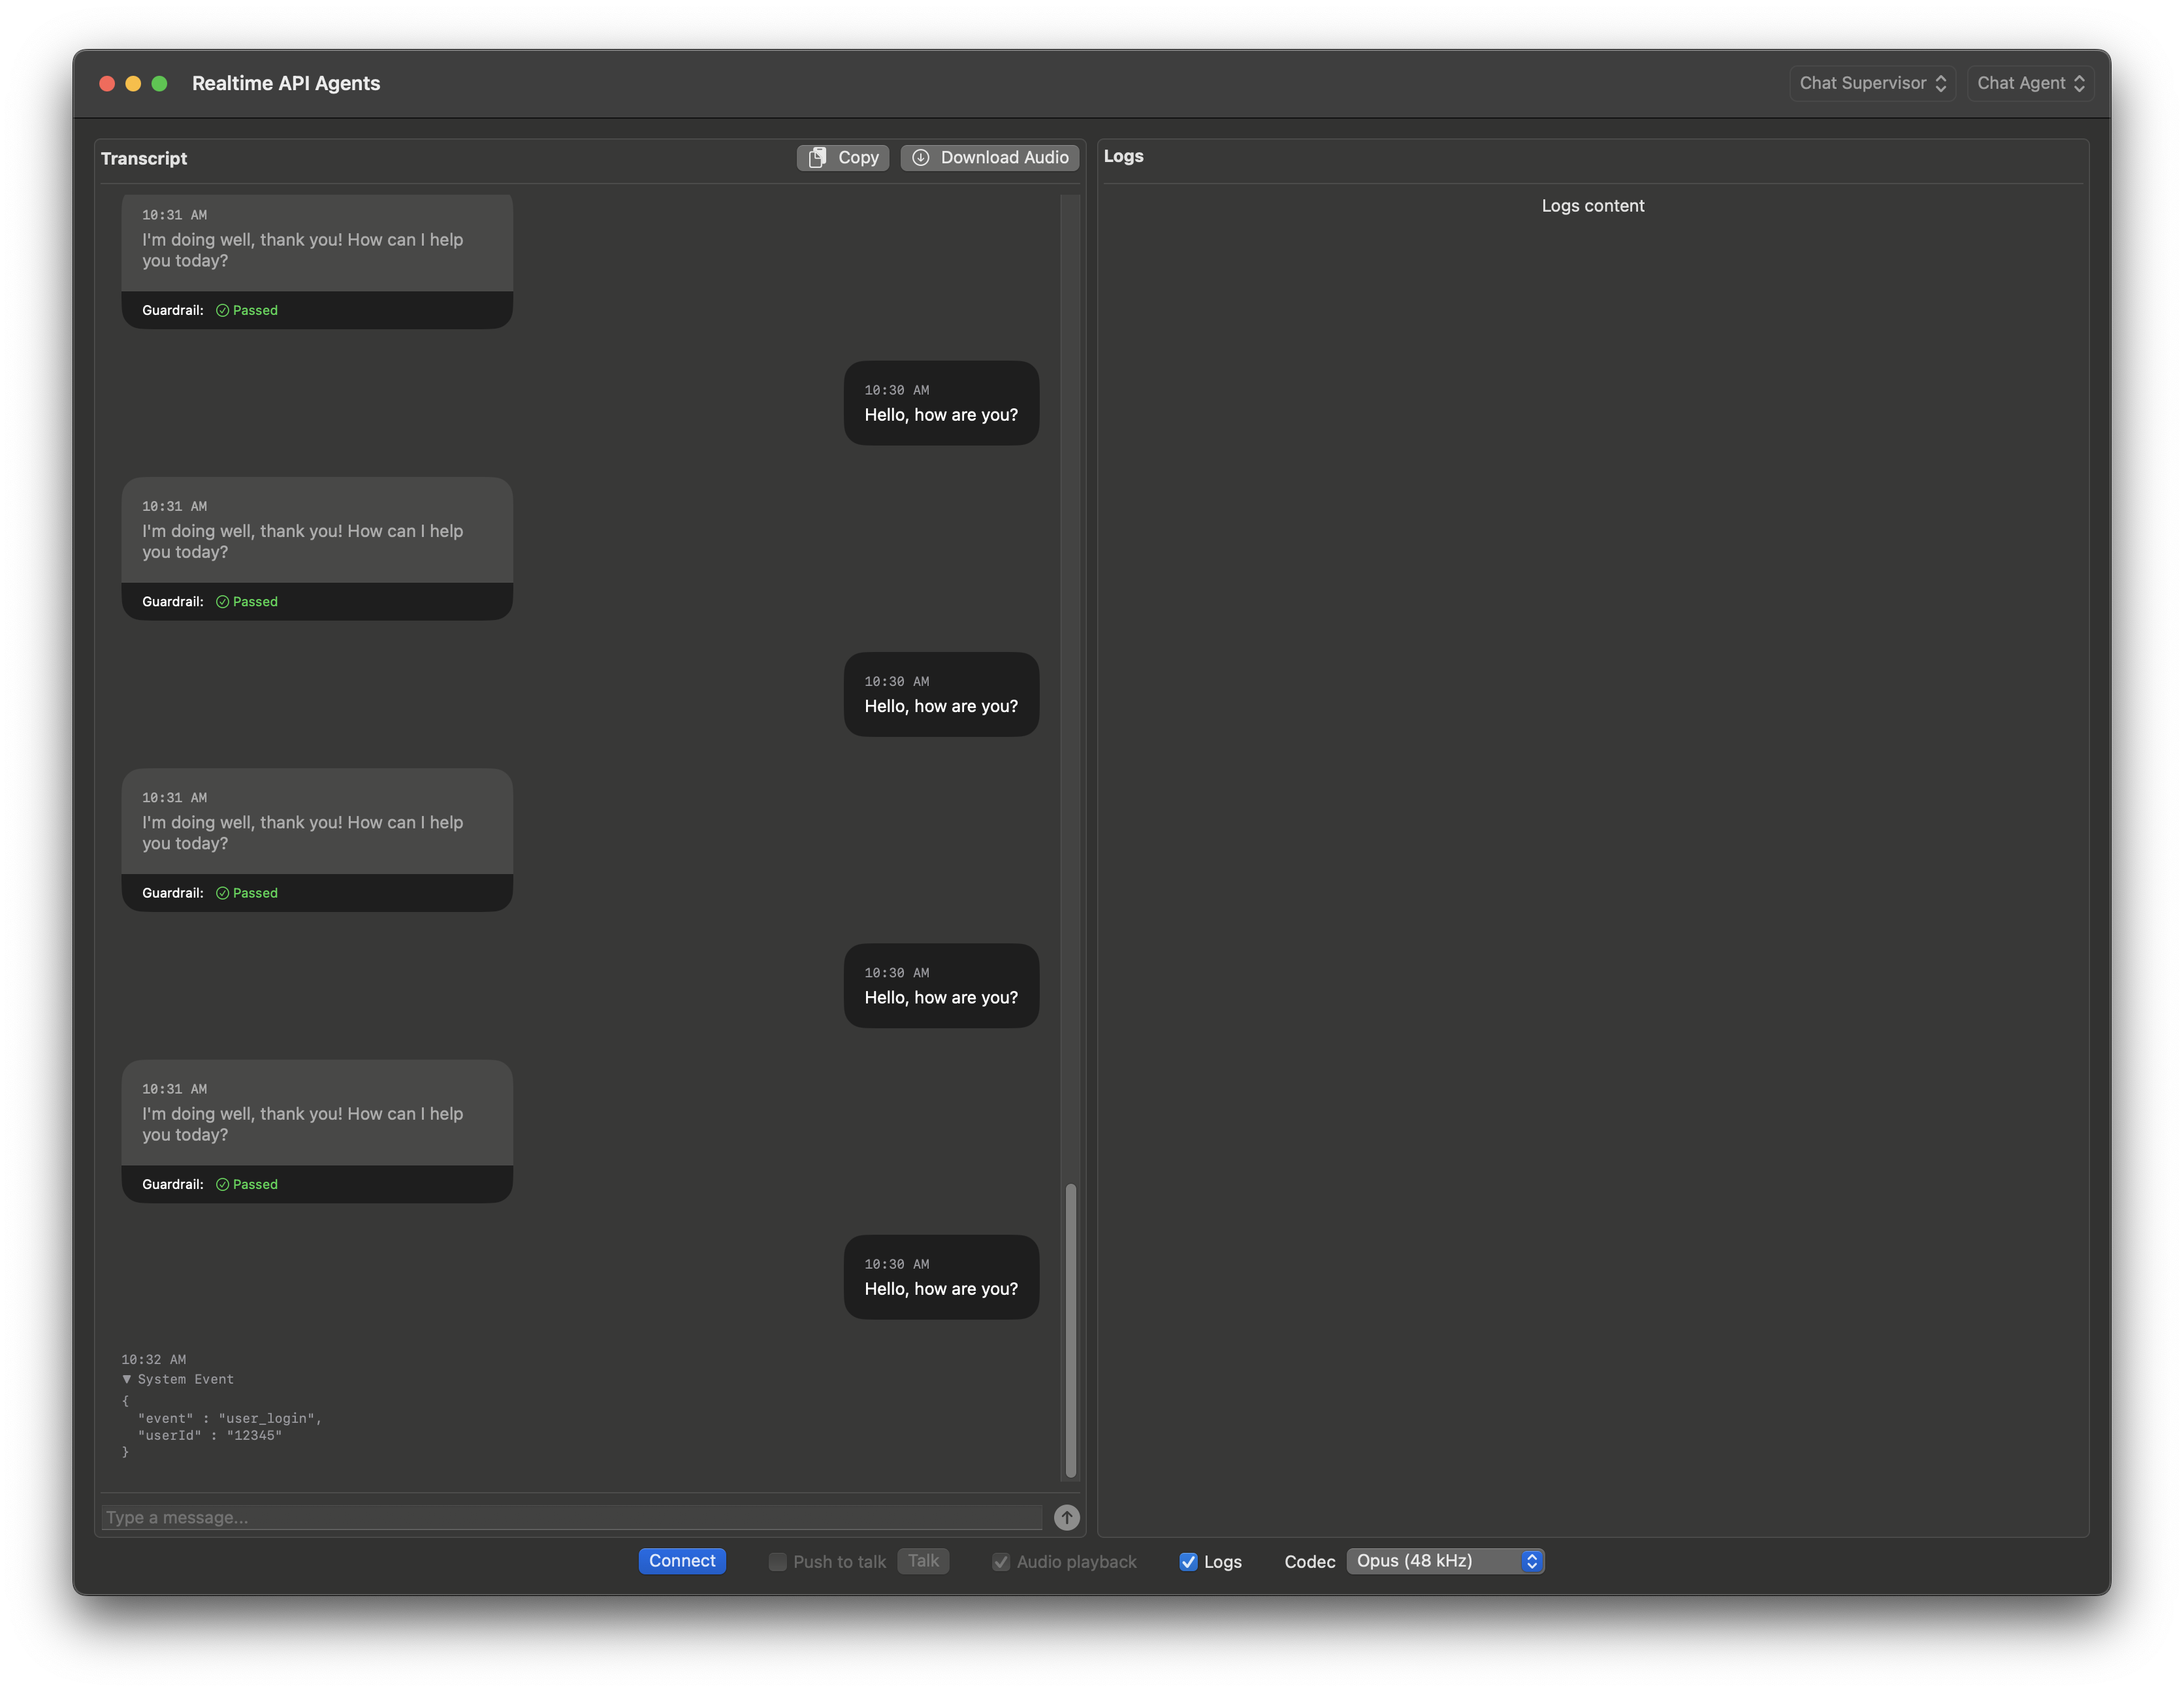 Realtime API Agents
Chat Supervisor
Chat Agent
Transcript
Copy
Download Audio
10:31 AM
I'm doing well, thank you! How can I help
you today?
Guardrail: Passed
10:30 AM
Hello, how are you?
10:31 AM
I'm doing well, thank you! How can I help
you today?
Guardrail: Passed
10:30 AM
Hello, how are you?
10:31 AM
I'm doing well, thank you! How can I help
you today?
Guardrail: Passed
10:30 AM
Hello, how are you?
10:31 AM
I'm doing well, thank you! How can I help
you today?
Guardrail: Passed
10:30 AM
Hello, how are you?
10:32 AM
▼ System Event
{
  "event" : "user_login",
  "userId" : "12345"
}
Type a message...
Logs
Logs content
Connect
Push to talk
Talk
Audio playback
Logs
Codec
Opus (48 kHz)